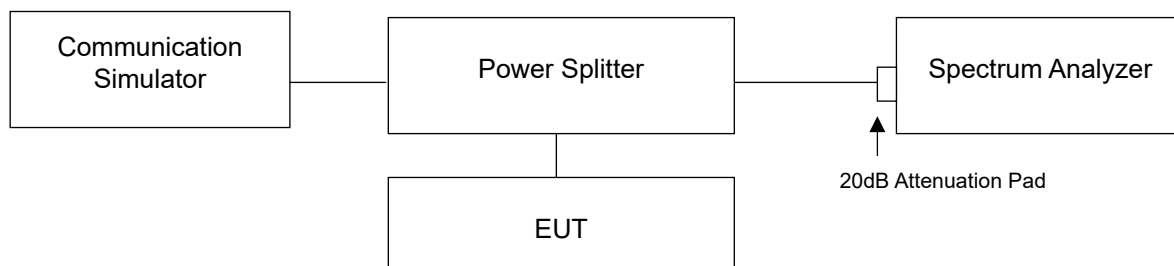 Communication
Simulator
Power Splitter
Spectrum Analyzer
20dB Attenuation Pad
EUT